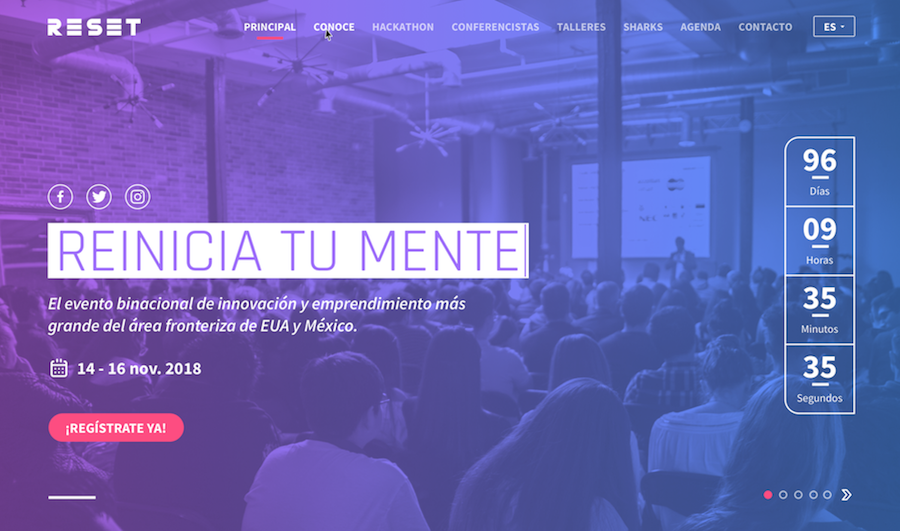 RESET
PRINCIPAL CONOCE HACKATHON CONFERENCISTAS TALLERES SHARKS AGENDA CONTACTO ES
REINICIA TU MENTE
El evento binacional de innovación y emprendimiento más
grande del área fronteriza de EUA y México.
14 - 16 nov. 2018
¡REGÍSTRATE YA!
96
Días
09
Horas
35
Minutos
35
Segundos